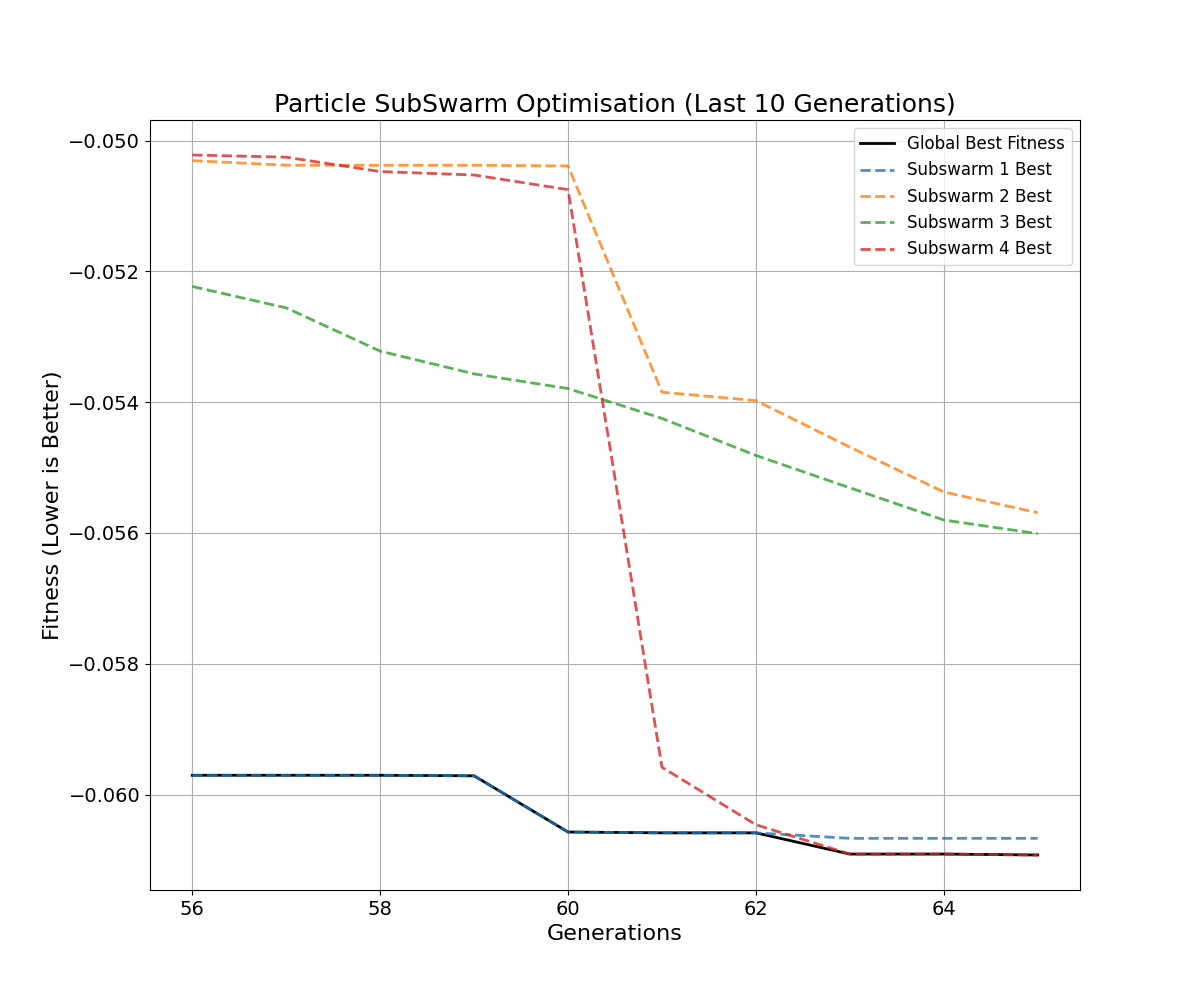 Particle SubSwarm Optimisation (Last 10 Generations)
Global Best Fitness
Subswarm 1 Best
Subswarm 2 Best
Subswarm 3 Best
Subswarm 4 Best
Fitness (Lower is Better)
−0.050
−0.052
−0.054
−0.056
−0.058
−0.060
56 58 60 62 64
Generations